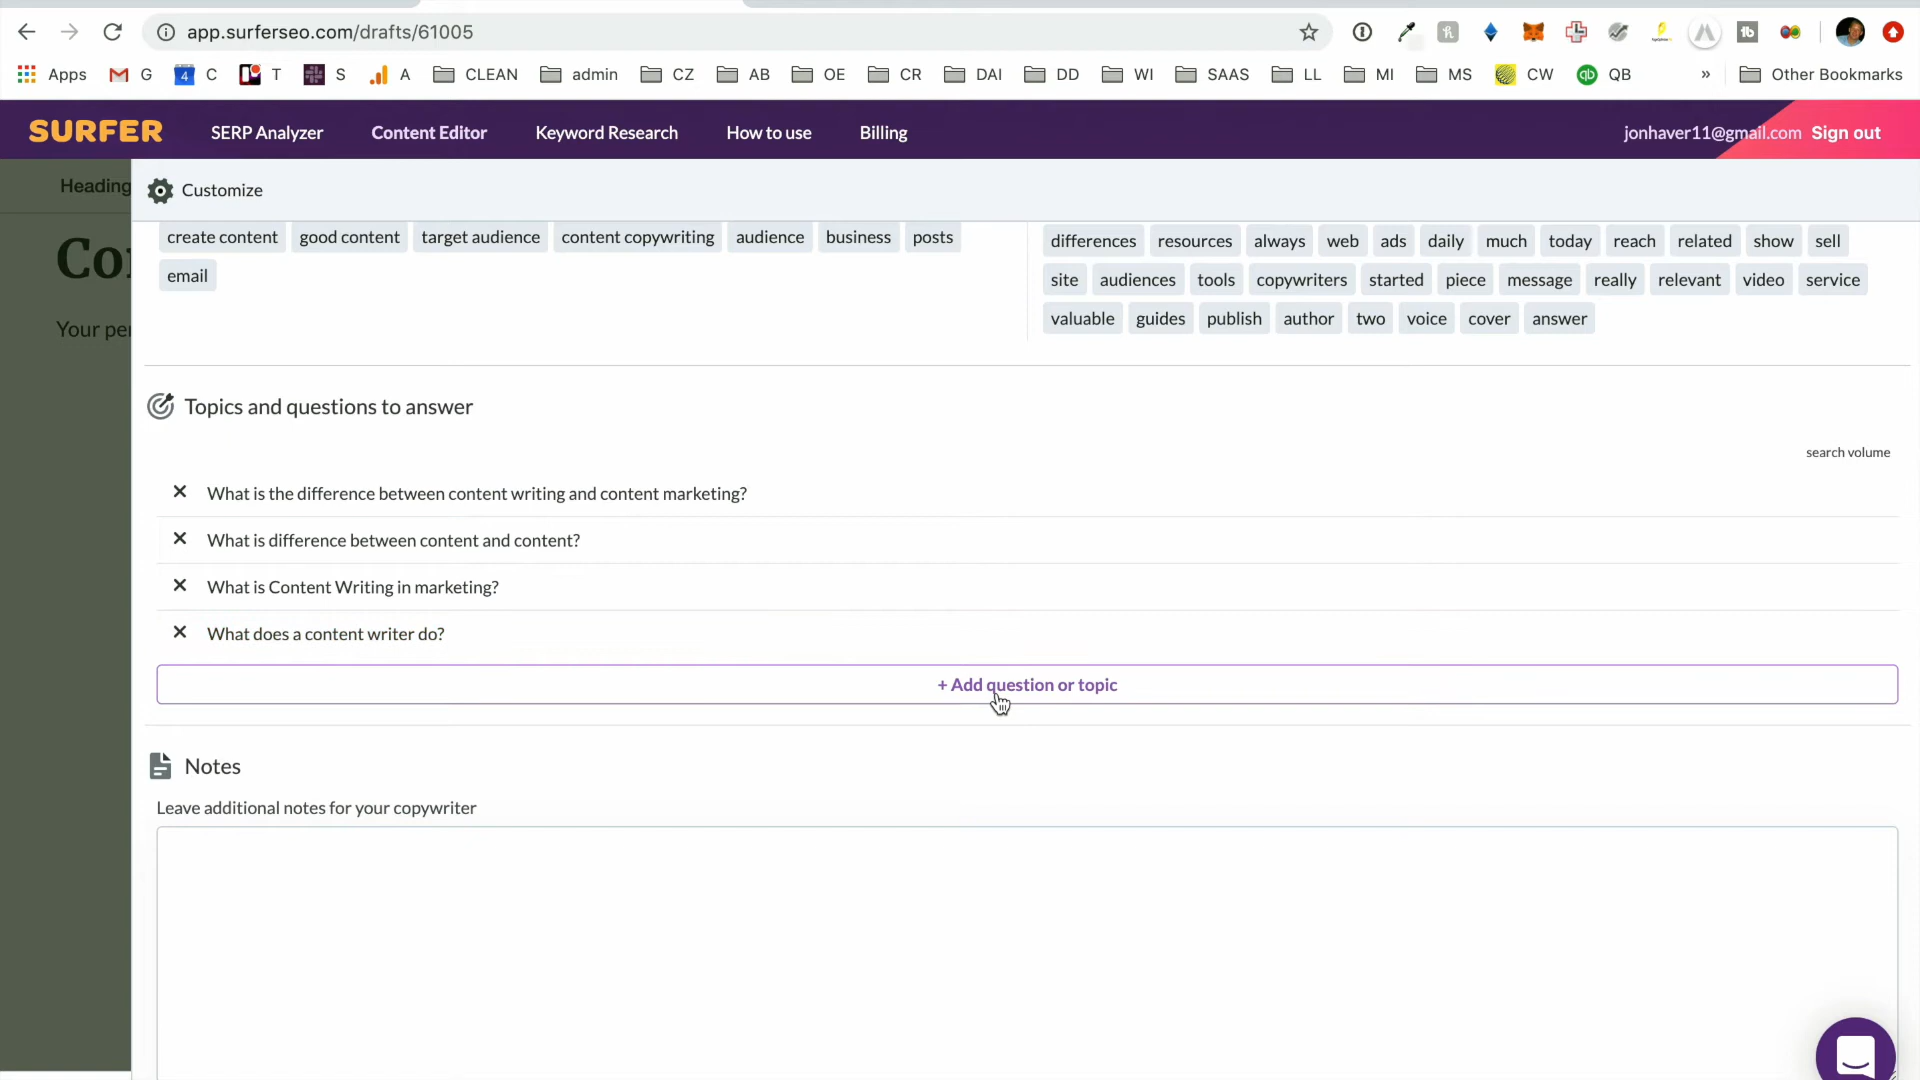 app.surferseo.com/drafts/61005
Apps G C T S A CLEAN admin CZ AB OE CR DAI DD WI SAAS LL MI MS CW QB » Other Bookmarks
SURFER SERP Analyzer Content Editor Keyword Research How to use Billing jonhaver11@gmail.com Sign out
Heading
Customize
create content good content target audience content copywriting audience business posts
email
differences resources always web ads daily much today reach related show sell
site audiences tools copywriters started piece message really relevant video service
valuable guides publish author two voice cover answer
Topics and questions to answer
search volume
What is the difference between content writing and content marketing?
What is difference between content and content?
What is Content Writing in marketing?
What does a content writer do?
+ Add question or topic
Notes
Leave additional notes for your copywriter
Your